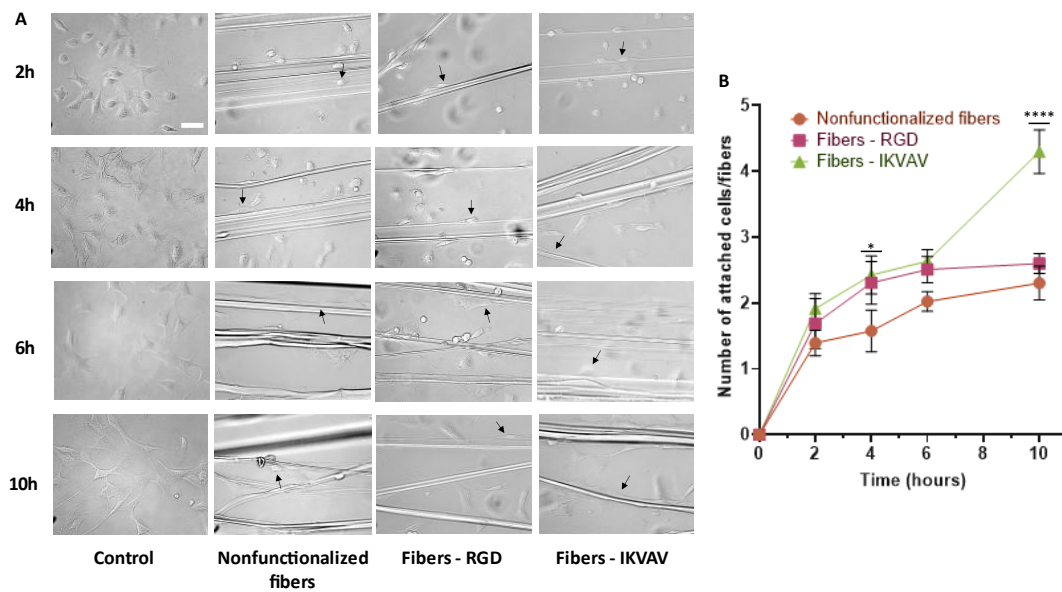 A
2h
4h
6h
10h
Control
Nonfunctionalized
fibers
Fibers - RGD
Fibers - IKVAV
B
Number of attached cells/fibers
5
4
3
2
1
0
Nonfunctionalized fibers
Fibers - RGD
Fibers - IKVAV
*
****
0 2 4 6 8 10
Time (hours)